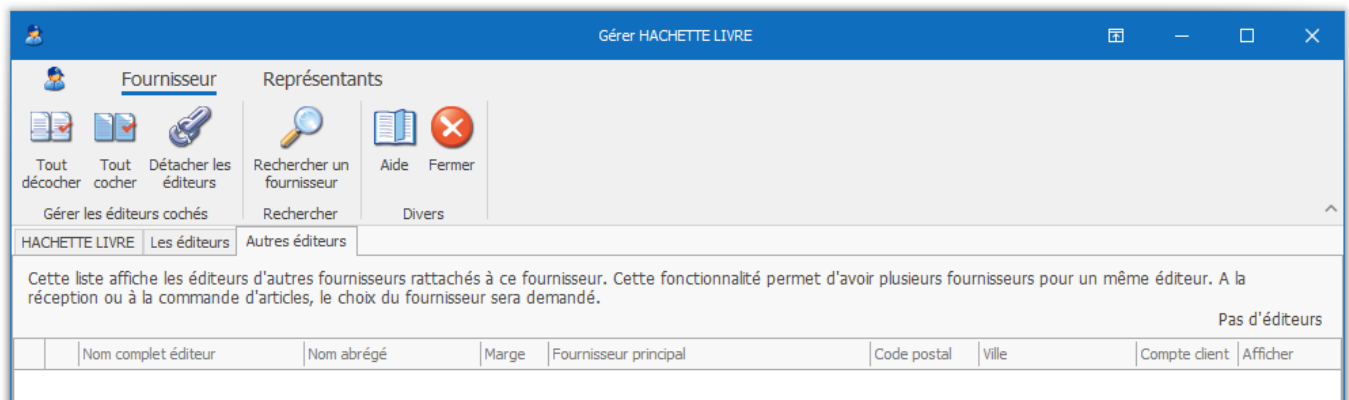 Gérer HACHETTE LIVRE
Fournisseur Représentants
Tout décocher
Tout cocher
Détacher les éditeurs
Rechercher un fournisseur
Aide
Fermer
Gérer les éditeurs cochés Rechercher Divers
HACHETTE LIVRE Les éditeurs Autres éditeurs
Cette liste affiche les éditeurs d'autres fournisseurs rattachés à ce fournisseur. Cette fonctionnalité permet d'avoir plusieurs fournisseurs pour un même éditeur. A la
réception ou à la commande d'articles, le choix du fournisseur sera demandé.
Pas d'éditeurs
Nom complet éditeur Nom abrégé Marge Fournisseur principal Code postal Ville Compte client Afficher